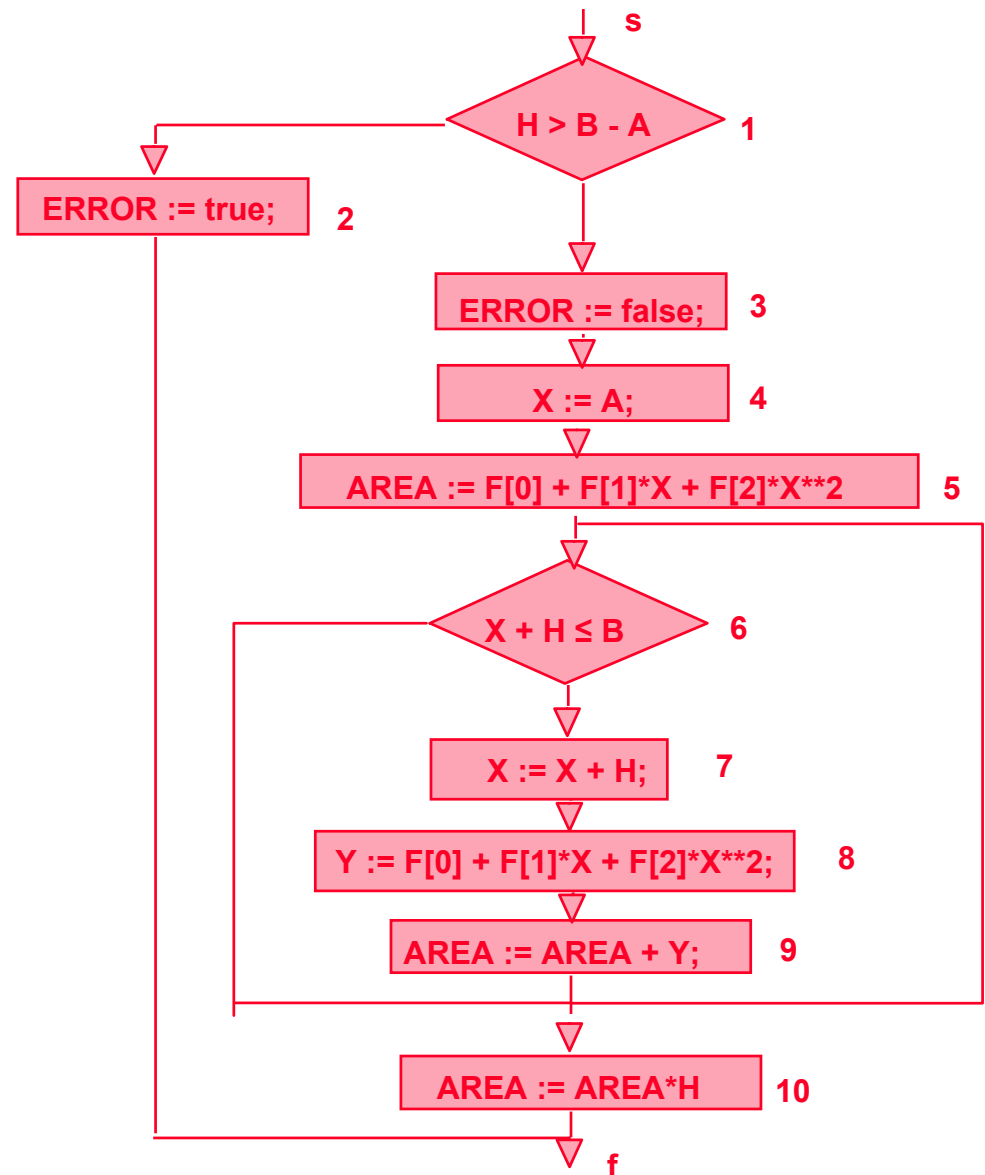 s
H > B - A
1
ERROR := true;
2
ERROR := false;
3
X := A;
4
AREA := F[0] + F[1]*X + F[2]*X**2
5
X + H ≤ B
6
X := X + H;
7
Y := F[0] + F[1]*X + F[2]*X**2;
8
AREA := AREA + Y;
9
AREA := AREA*H
10
f